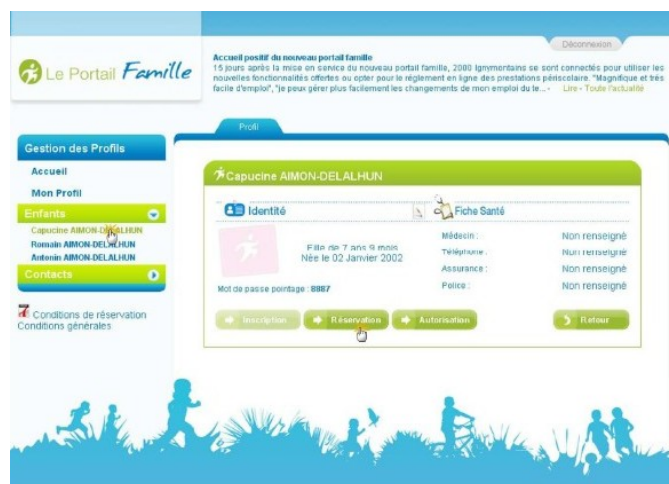 Déconnexion
Le Portail Famille
Accueil positif du nouveau portail famille
15 jours après la mise en service du nouveau portail famille, 2000 Ignymontains se sont connectés pour utiliser les
nouvelles fonctionnalités offertes ou opter pour le règlement en ligne des prestations périscolaire. "Magnifique et très
facile d'emploi", "je peux gérer plus facilement les changements de mon emploi du te... - Lire - Toute l'actualité
Profil
Gestion des Profils
Accueil
Mon Profil
Enfants
Capucine AIMON-DELALHUN
Romain AIMON-DELALHUN
Antonin AIMON-DELALHUN
Contacts
Conditions de réservation
Conditions générales
Capucine AIMON-DELALHUN
Identité
Fille de 7 ans 9 mois
Née le 02 Janvier 2002
Mot de passe pointage : 8887
Fiche Santé
Médecin : Non renseigné
Téléphone : Non renseigné
Assurance : Non renseigné
Police : Non renseigné
Inscription
Réservation
Autorisation
Retour